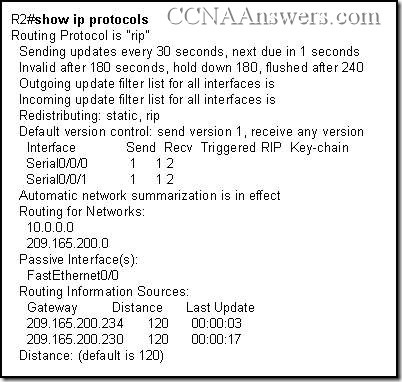 CCNAAnswers.com
R2#show ip protocols
Routing Protocol is "rip"
Sending updates every 30 seconds, next due in 1 seconds
Invalid after 180 seconds, hold down 180, flushed after 240
Outgoing update filter list for all interfaces is
Incoming update filter list for all interfaces is
Redistributing: static, rip
Default version control: send version 1, receive any version
Interface Send Recv Triggered RIP Key-chain
Serial0/0/0 1 1 2
Serial0/0/1 1 1 2
Automatic network summarization is in effect
Routing for Networks:
10.0.0.0
209.165.200.0
Passive Interface(s):
FastEthernet0/0
Routing Information Sources:
Gateway Distance Last Update
209.165.200.234 120 00:00:03
209.165.200.230 120 00:00:17
Distance: (default is 120)